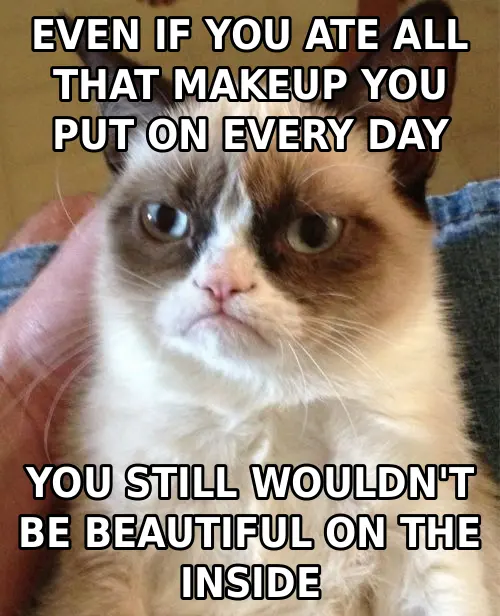 EVEN IF YOU ATE ALL
THAT MAKEUP YOU
PUT ON EVERY DAY
YOU STILL WOULDN'T
BE BEAUTIFUL ON THE
INSIDE